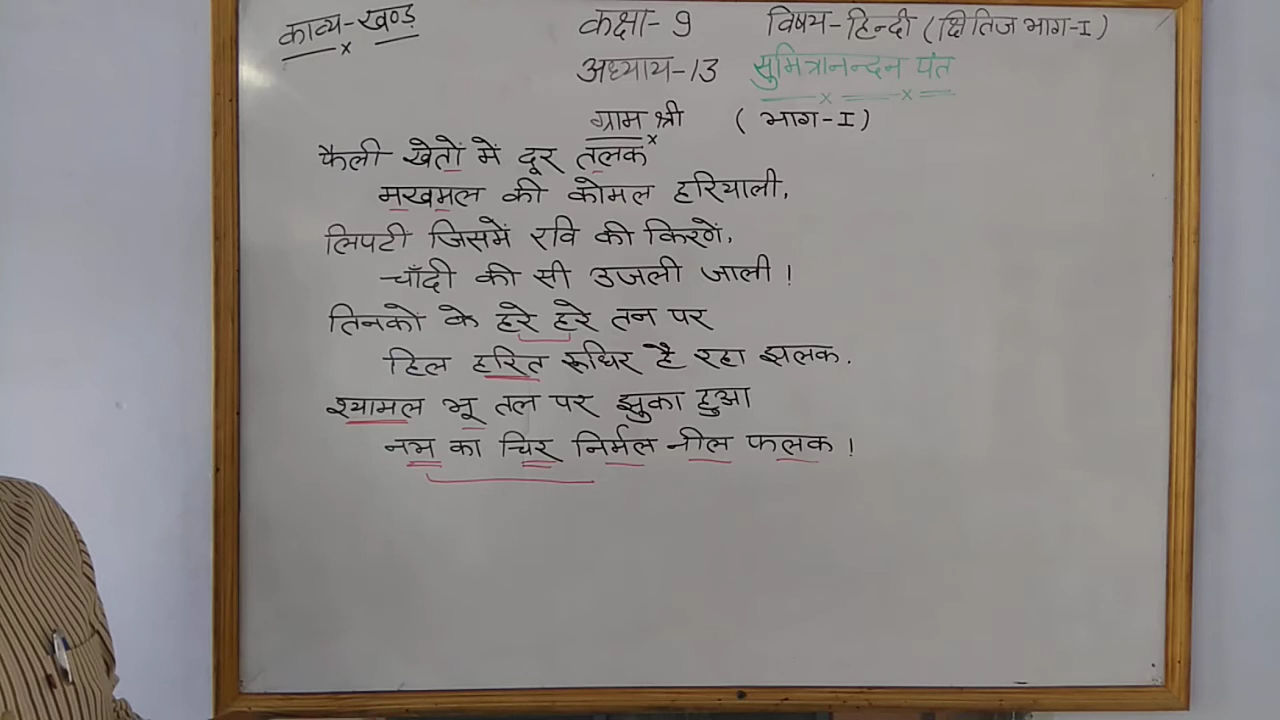 काव्य-खण्ड
कक्षा-9 विषय-हिन्दी (क्षितिज भाग-I)
अध्याय-13 सुमित्रानन्दन पंत
ग्राम श्री (भाग-I)
फैली खेतों में दूर तलक
मखमल की कोमल हरियाली,
लिपटी जिसमें रवि की किरणें,
चाँदी की सी उजली जाली!
तिनको के हरे हरे तन पर
हिल हरित रूधिर है रहा झलक.
श्यामल भू तल पर झुका हुआ
नभ का चिर निर्मल नील फलक!